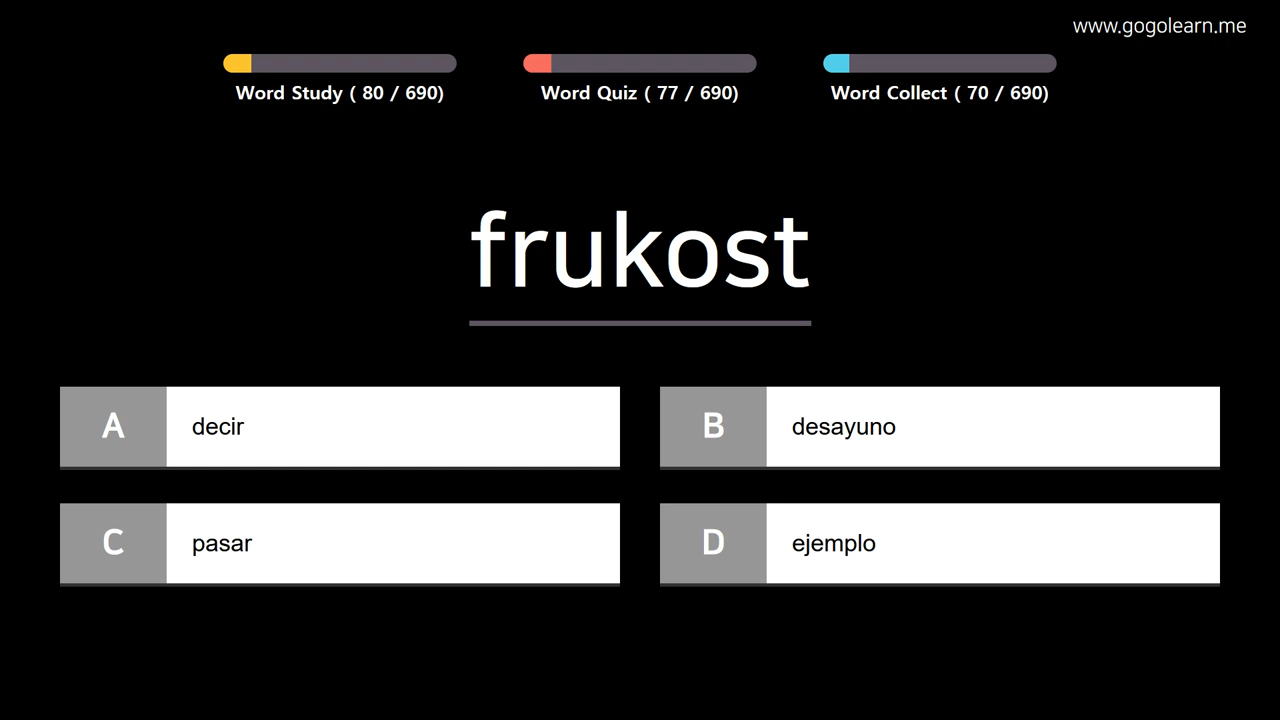 www.gogolearn.me
Word Study ( 80 / 690)
Word Quiz ( 77 / 690)
Word Collect ( 70 / 690)
frukost
A
decir
B
desayuno
C
pasar
D
ejemplo